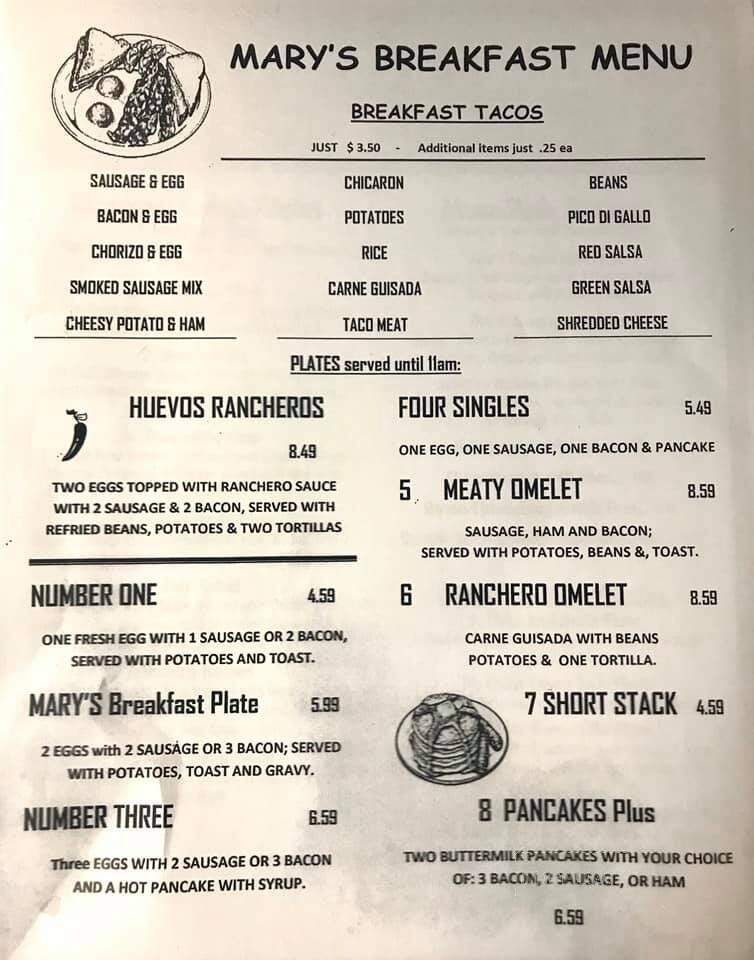 MARY'S BREAKFAST MENU
BREAKFAST TACOS
JUST $ 3.50 - Additional items just .25 ea
SAUSAGE & EGG
BACON & EGG
CHORIZO & EGG
SMOKED SAUSAGE MIX
CHEESY POTATO & HAM
CHICARON
POTATOES
RICE
CARNE GUISADA
TACO MEAT
BEANS
PICO DI GALLO
RED SALSA
GREEN SALSA
SHREDDED CHEESE
PLATES served until 11am:
HUEVOS RANCHEROS
8.49
TWO EGGS TOPPED WITH RANCHERO SAUCE
WITH 2 SAUSAGE & 2 BACON, SERVED WITH
REFRIED BEANS, POTATOES & TWO TORTILLAS
NUMBER ONE 4.59
ONE FRESH EGG WITH 1 SAUSAGE OR 2 BACON,
SERVED WITH POTATOES AND TOAST.
MARY'S Breakfast Plate 5.99
2 EGGS with 2 SAUSAGE OR 3 BACON; SERVED
WITH POTATOES, TOAST AND GRAVY.
NUMBER THREE 6.59
Three EGGS WITH 2 SAUSAGE OR 3 BACON
AND A HOT PANCAKE WITH SYRUP.
FOUR SINGLES 5.49
ONE EGG, ONE SAUSAGE, ONE BACON & PANCAKE
5 MEATY OMELET 8.59
SAUSAGE, HAM AND BACON;
SERVED WITH POTATOES, BEANS &, TOAST.
6 RANCHERO OMELET 8.59
CARNE GUISADA WITH BEANS
POTATOES & ONE TORTILLA.
7 SHORT STACK 4.59
8 PANCAKES Plus
TWO BUTTERMILK PANCAKES WITH YOUR CHOICE
OF: 3 BACON, 2 SAUSAGE, OR HAM
6.59